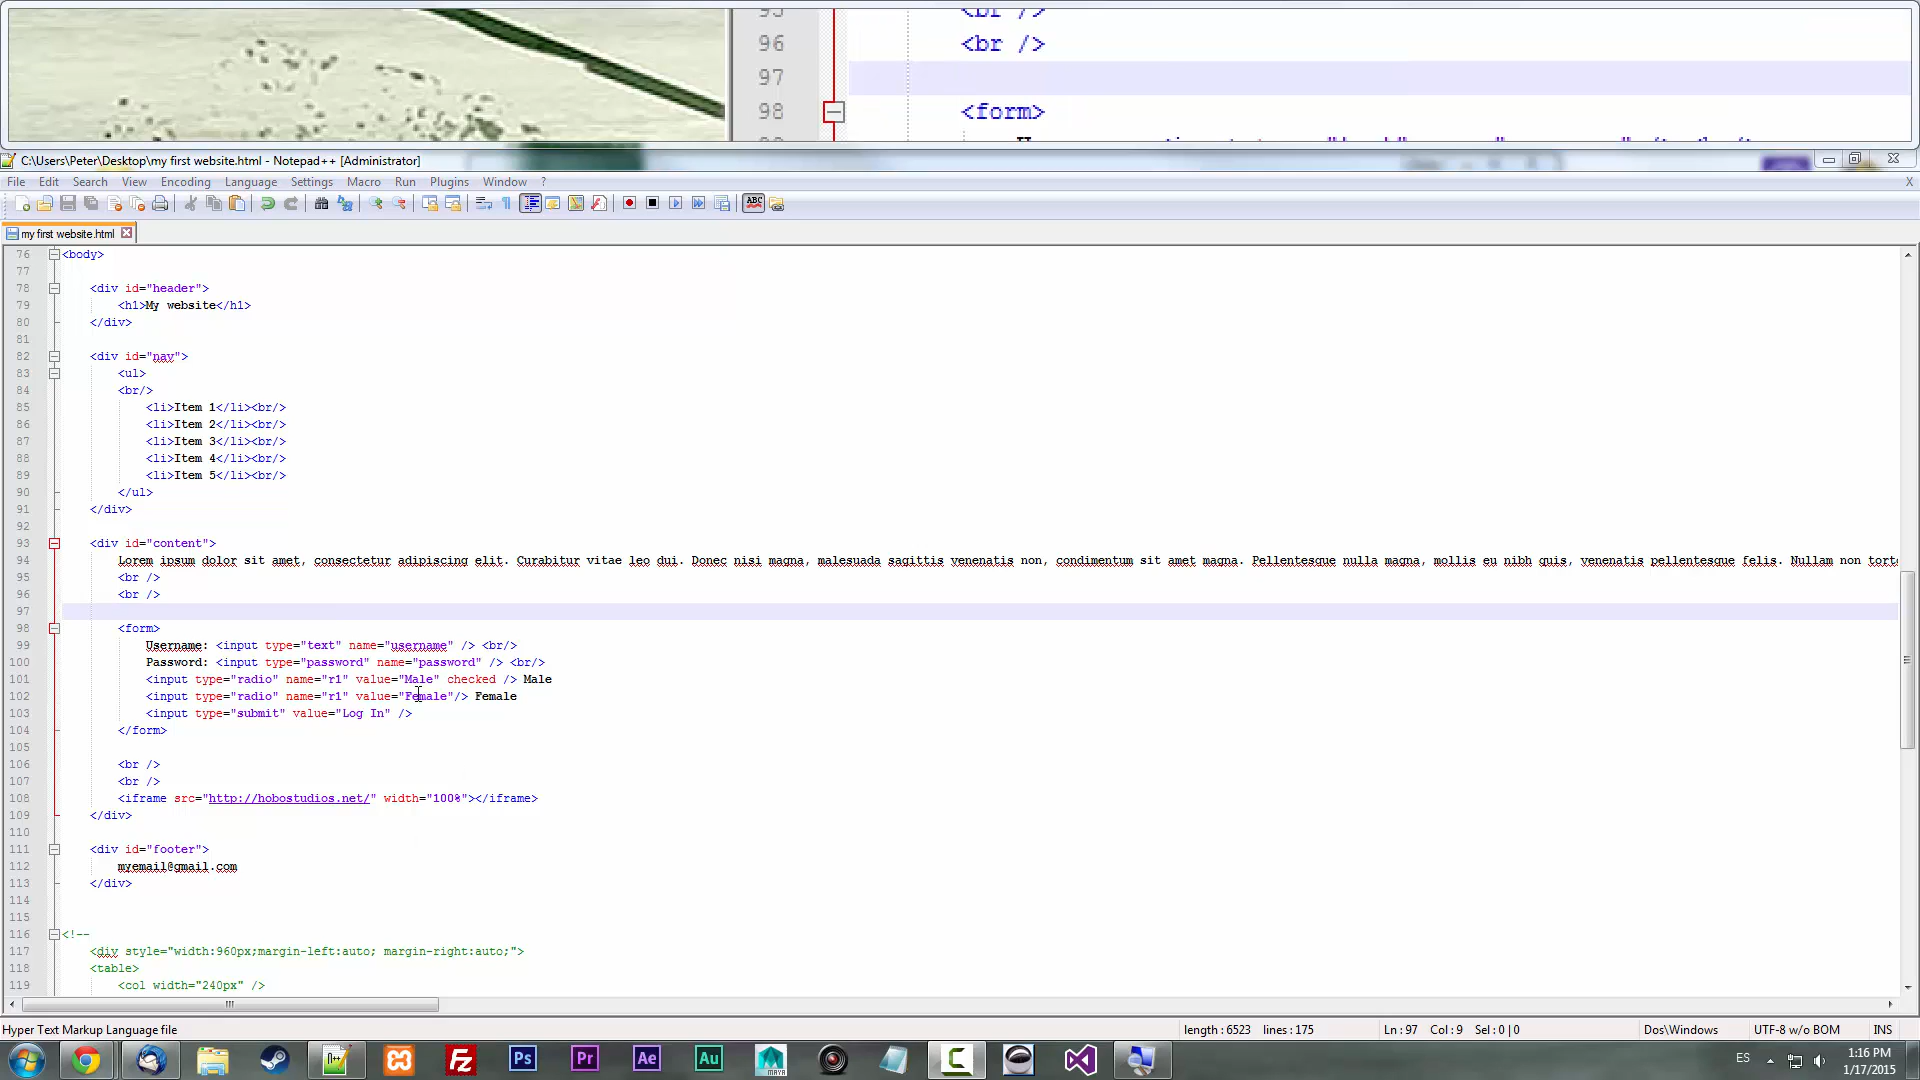 96 <br />
97
98 <form>
C:\Users\Peter\Desktop\my first website.html - Notepad++ [Administrator]
File Edit Search View Encoding Language Settings Macro Run Plugins Window ? X
ABC
my first website.html
76 <body>
77
78 <div id="header">
79 <h1>My website</h1>
80 </div>
81
82 <div id="nav">
83 <ul>
84 <br/>
85 <li>Item 1</li><br/>
86 <li>Item 2</li><br/>
87 <li>Item 3</li><br/>
88 <li>Item 4</li><br/>
89 <li>Item 5</li><br/>
90 </ul>
91 </div>
92
93 <div id="content">
94 Lorem ipsum dolor sit amet, consectetur adipiscing elit. Curabitur vitae leo dui. Donec nisi magna, malesuada sagittis venenatis non, condimentum sit amet magna. Pellentesque nulla magna, mollis eu nibh quis, venenatis pellentesque felis. Nullam non
95 <br />
96 <br />
97
98 <form>
99 Username: <input type="text" name="username" /> <br/>
100 Password: <input type="password" name="password" /> <br/>
101 <input type="radio" name="r1" value="Male" checked /> Male
102 <input type="radio" name="r1" value="Female"/> Female
103 <input type="submit" value="Log In" />
104 </form>
105
106 <br />
107 <br />
108 <iframe src="http://hobostudios.net/" width="100%"></iframe>
109 </div>
110
111 <div id="footer">
112 myemail@gmail.com
113 </div>
114
115
116 <!--
117 <div style="width:960px;margin-left:auto; margin-right:auto;">
118 <table>
119 <col width="240px" />
Hyper Text Markup Language file length : 6523 lines : 175 Ln : 97 Col : 9 Sel : 0 | 0 Dos\Windows UTF-8 w/o BOM INS
Ps Pr Ae Au MAYA C ES 1:16 PM
1/17/2015